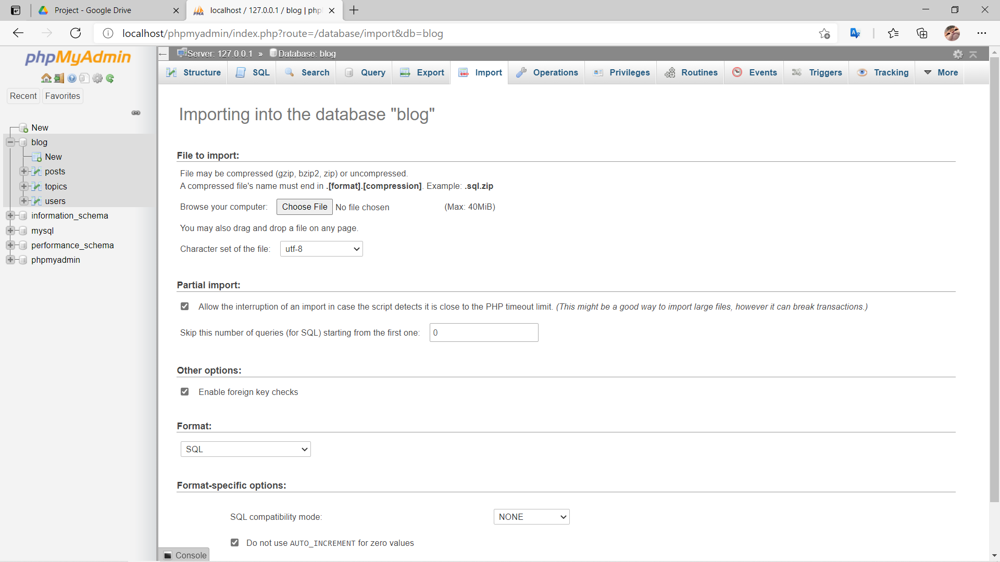 Project - Google Drive
localhost / 127.0.0.1 / blog | php
localhost/phpmyadmin/index.php?route=/database/import&db=blog
phpMyAdmin
Recent Favorites
New
blog
New
posts
topics
users
information_schema
mysql
performance_schema
phpmyadmin
Server: 127.0.0.1 » Database: blog
Structure SQL Search Query Export Import Operations Privileges Routines Events Triggers Tracking More
Importing into the database "blog"
File to import:
File may be compressed (gzip, bzip2, zip) or uncompressed.
A compressed file's name must end in .[format].[compression]. Example: .sql.zip
Browse your computer: Choose File No file chosen (Max: 40MiB)
You may also drag and drop a file on any page.
Character set of the file: utf-8
Partial import:
Allow the interruption of an import in case the script detects it is close to the PHP timeout limit. (This might be a good way to import large files, however it can break transactions.)
Skip this number of queries (for SQL) starting from the first one: 0
Other options:
Enable foreign key checks
Format:
SQL
Format-specific options:
SQL compatibility mode: NONE
Do not use AUTO_INCREMENT for zero values
Console